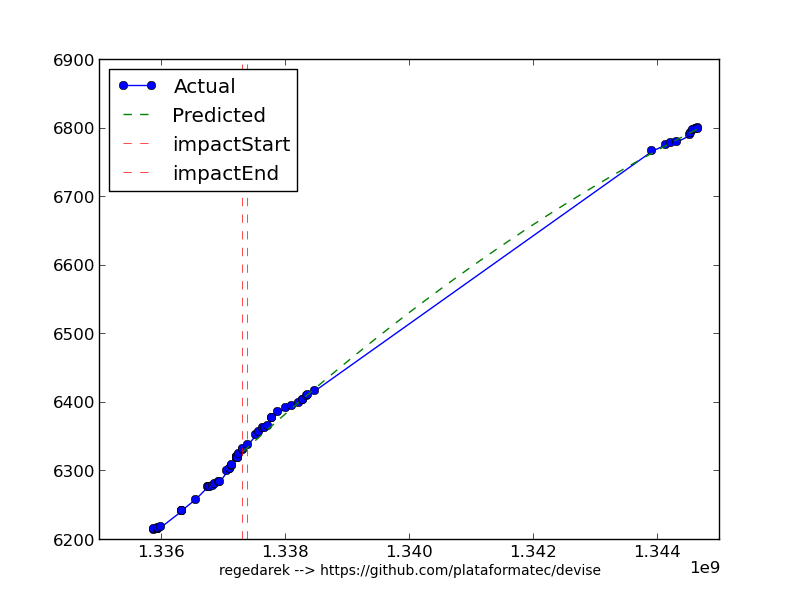 6900
6800
6700
6600
6500
6400
6300
6200
Actual
Predicted
impactStart
impactEnd
1.336 1.338 1.340 1.342 1.344
1e9
regedarek --> https://github.com/plataformatec/devise